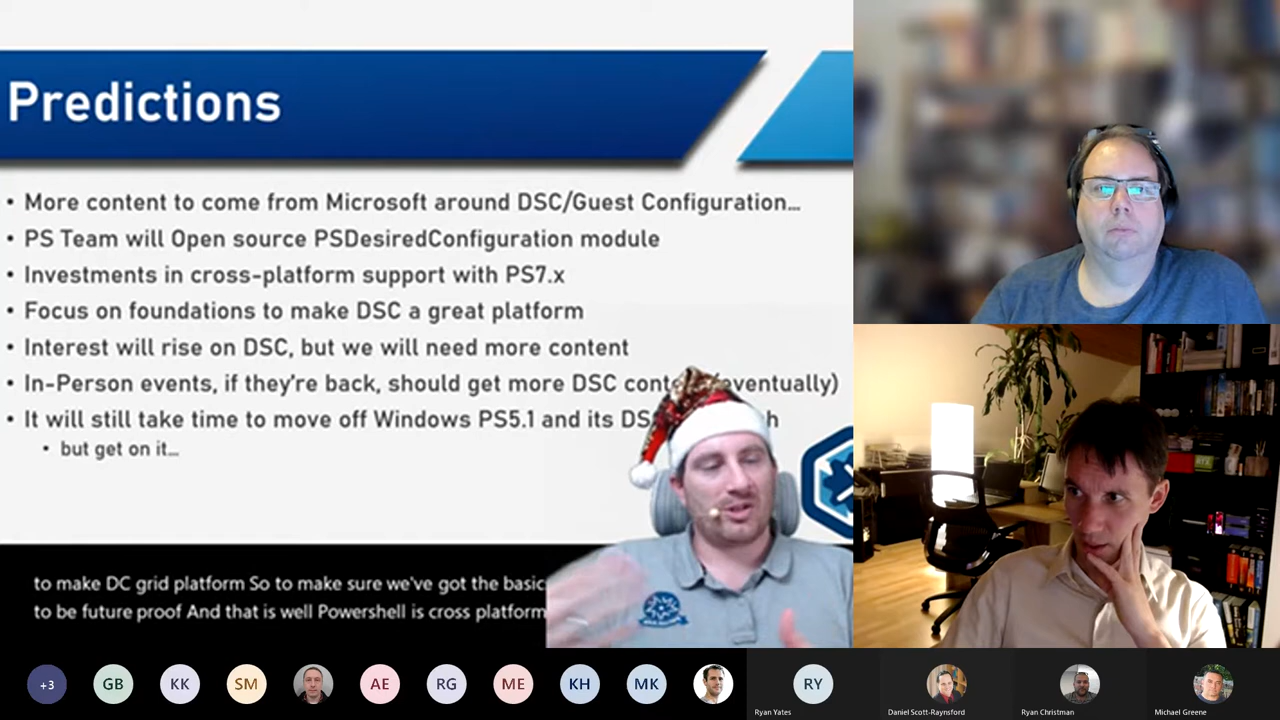 Predictions
• More content to come from Microsoft around DSC/Guest Configuration...
• PS Team will Open source PSDesiredConfiguration module
• Investments in cross-platform support with PS7.x
• Focus on foundations to make DSC a great platform
• Interest will rise on DSC, but we will need more content
• In-Person events, if they're back, should get more DSC (eventually)
• It will still take time to move off Windows PS5.1 and its
• but get on it...
to make DC grid platform So to make sure we've got the basic
to be future proof And that is well Powershell is cross platform
+3 GB KK SM AE RG ME KH MK RY
Ryan Yates Daniel Scott-Raynsford Ryan Christman Michael Greene